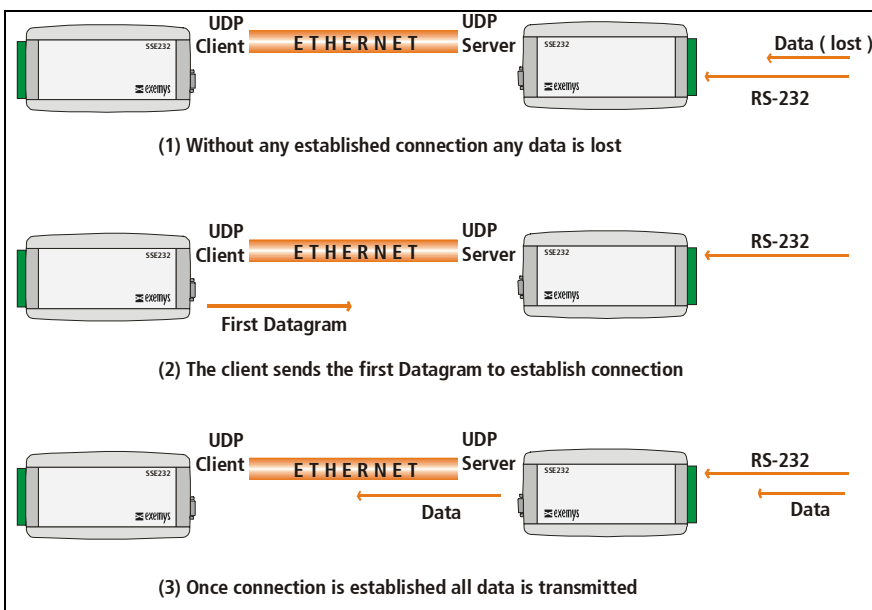 UDP Client
ETHERNET
UDP Server
SSE232
exemys
SSE232
exemys
Data ( lost )
RS-232
(1) Without any established connection any data is lost
UDP Client
ETHERNET
UDP Server
SSE232
exemys
SSE232
exemys
RS-232
First Datagram
(2) The client sends the first Datagram to establish connection
UDP Client
ETHERNET
UDP Server
SSE232
exemys
SSE232
exemys
RS-232
Data
Data
(3) Once connection is established all data is transmitted